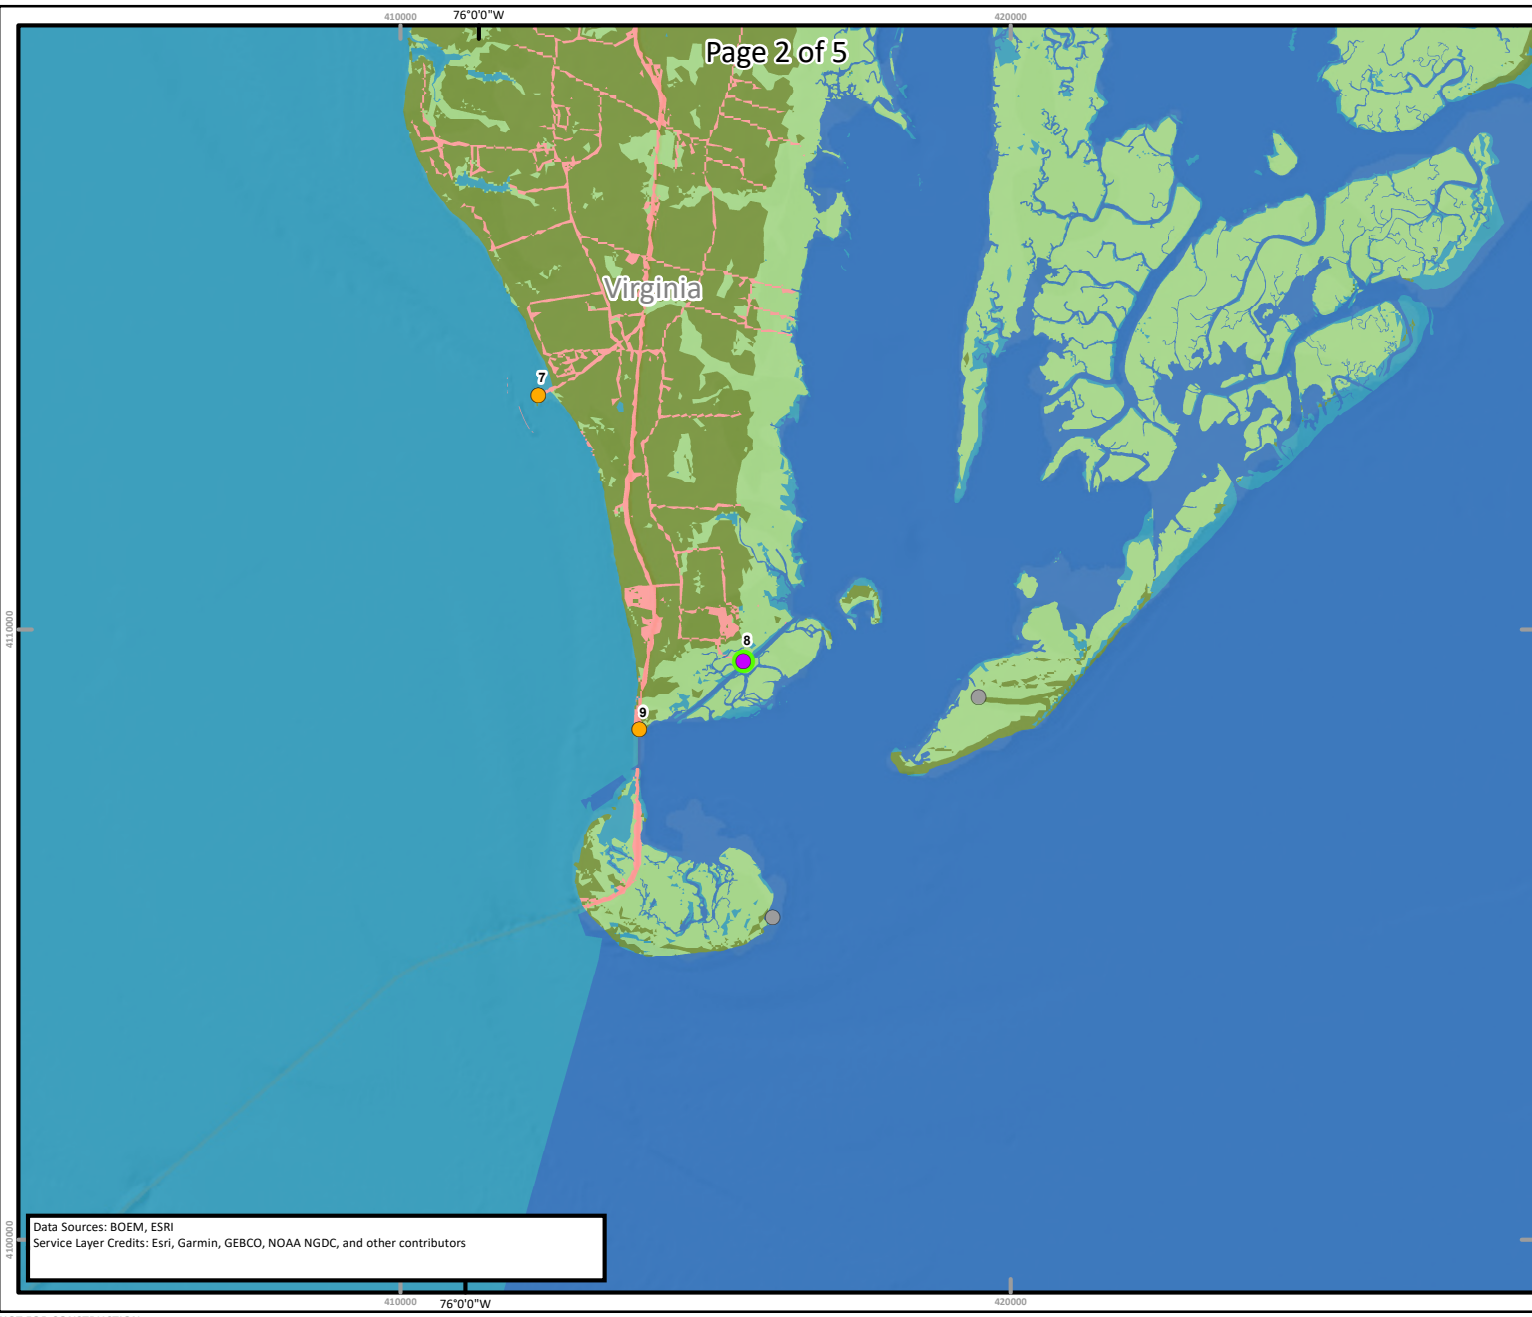 410000
76°0'0"W
420000
Page 2 of 5
Virginia
7
8
9
4110000
4100000
Data Sources: BOEM, ESRI
Service Layer Credits: Esri, Garmin, GEBCO, NOAA NGDC, and other contributors
410000
76°0'0"W
420000